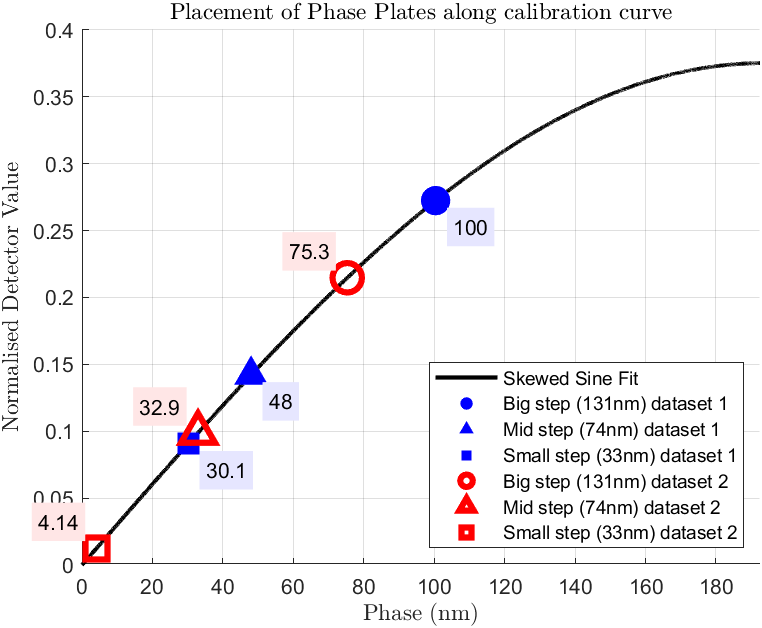 Placement of Phase Plates along calibration curve
Normalised Detector Value
0.4
0.35
0.3
0.25
0.2
0.15
0.1
0.05
0
75.3
100
48
32.9
30.1
4.14
Skewed Sine Fit
Big step (131nm) dataset 1
Mid step (74nm) dataset 1
Small step (33nm) dataset 1
Big step (131nm) dataset 2
Mid step (74nm) dataset 2
Small step (33nm) dataset 2
0 20 40 60 80 100 120 140 160 180
Phase (nm)